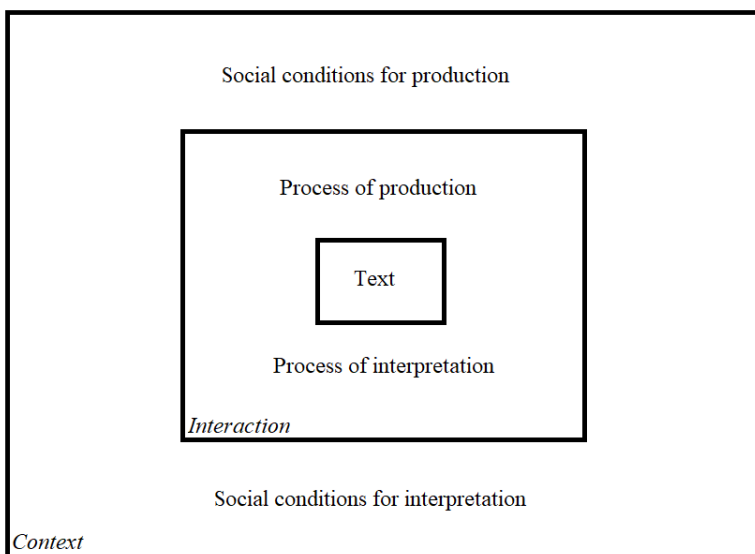 Social conditions for production
Process of production
Text
Process of interpretation
Interaction
Social conditions for interpretation
Context